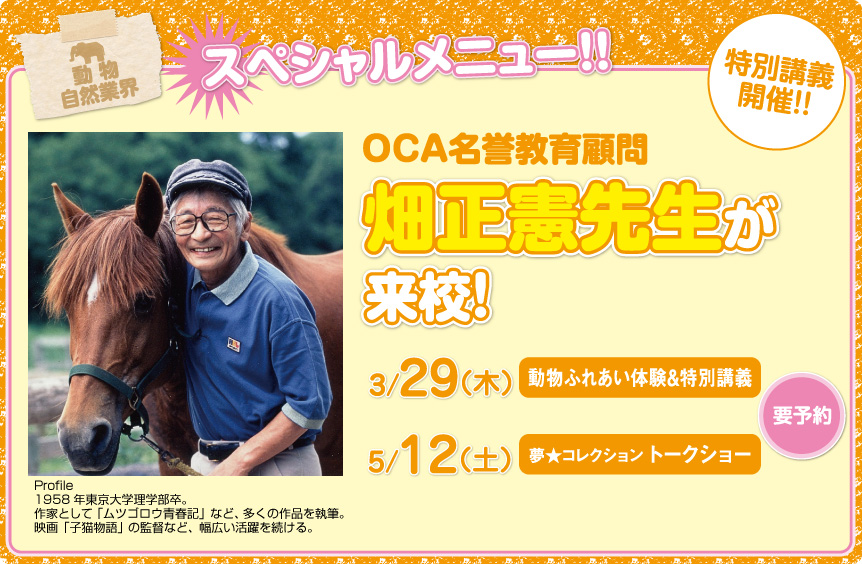 動物
自然業界
スペシャルメニュー!!
特別講義
開催!!
OCA名誉教育顧問
畑正憲先生が
来校!
3/29(木) 動物ふれあい体験&特別講義
5/12(土) 夢★コレクション トークショー
要予約
Profile
1958年東京大学理学部卒。
作家として「ムツゴロウ青春記」など、多くの作品を執筆。
映画「子猫物語」の監督など、幅広い活躍を続ける。